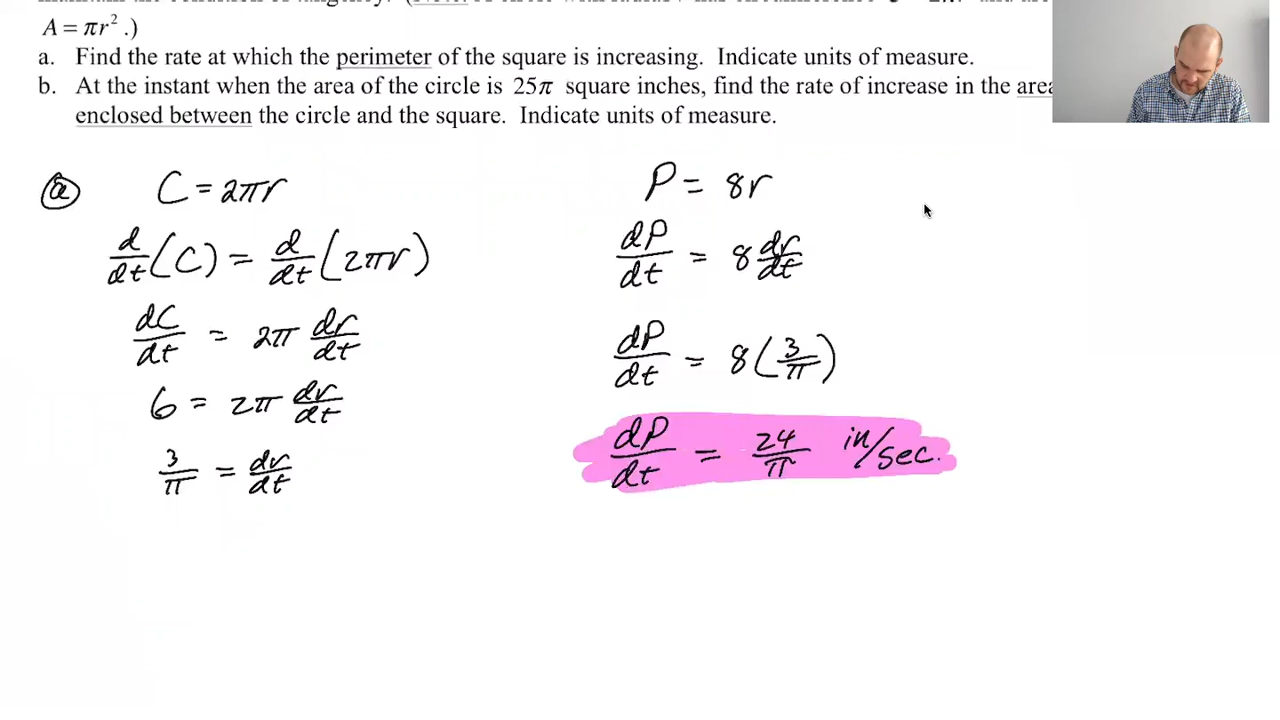 A = πr² .)
a. Find the rate at which the perimeter of the square is increasing. Indicate units of measure.
b. At the instant when the area of the circle is 25π square inches, find the rate of increase in the area
enclosed between the circle and the square. Indicate units of measure.
ⓐ
C = 2πr
d/dt (C) = d/dt (2πr)
dC/dt = 2π dr/dt
6 = 2π dr/dt
3/π = dr/dt
P = 8r
dP/dt = 8 dr/dt
dP/dt = 8 (3/π)
dP/dt = 24/π in/sec.